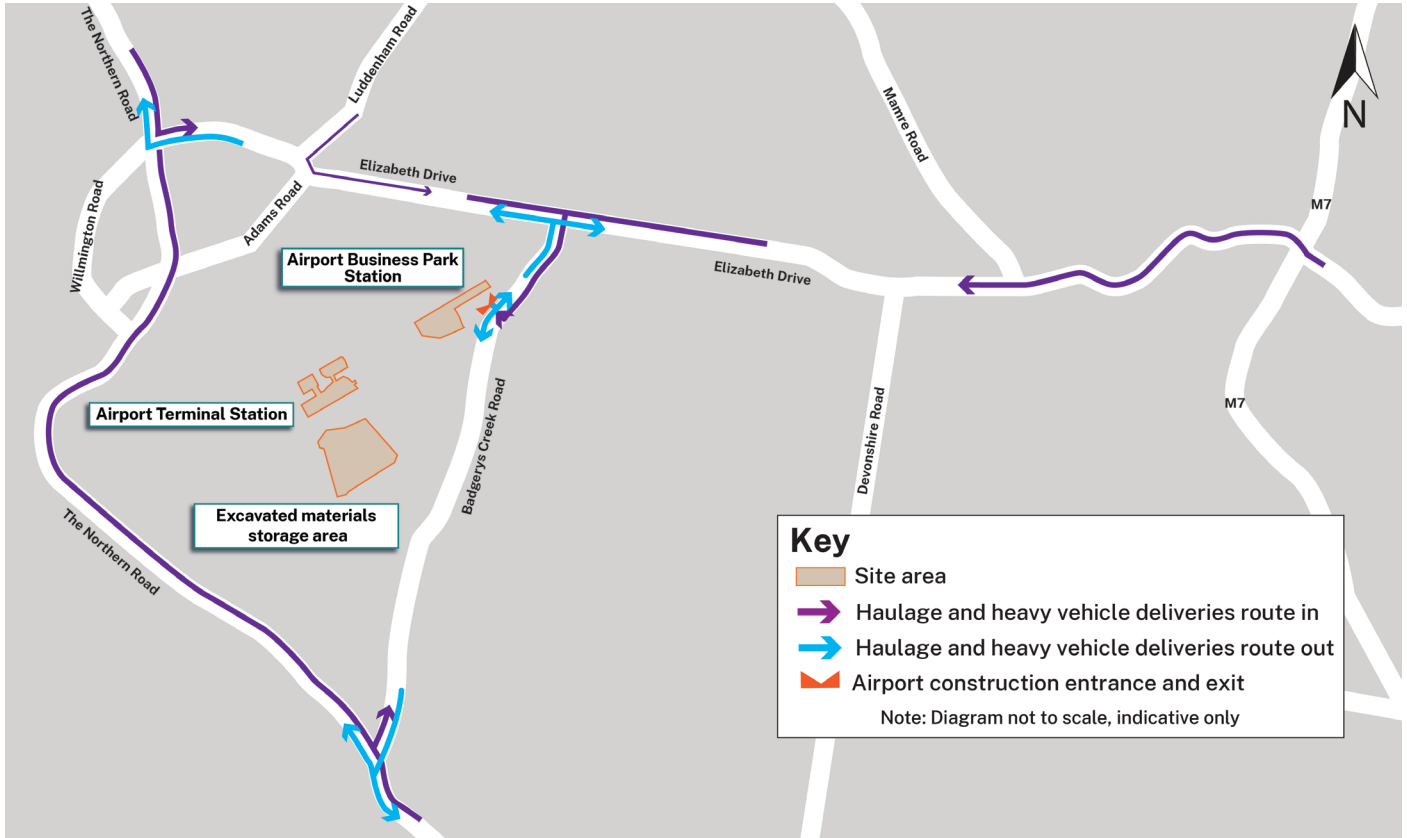 The Northern Road
Luddenham Road
Mamre Road
N
Elizabeth Drive
Willmington Road
Adams Road
M7
Airport Business Park
Station
Elizabeth Drive
Airport Terminal Station
Badgerys Creek Road
Devonshire Road
M7
Excavated materials
storage area
The Northern Road
Key
Site area
Haulage and heavy vehicle deliveries route in
Haulage and heavy vehicle deliveries route out
Airport construction entrance and exit
Note: Diagram not to scale, indicative only